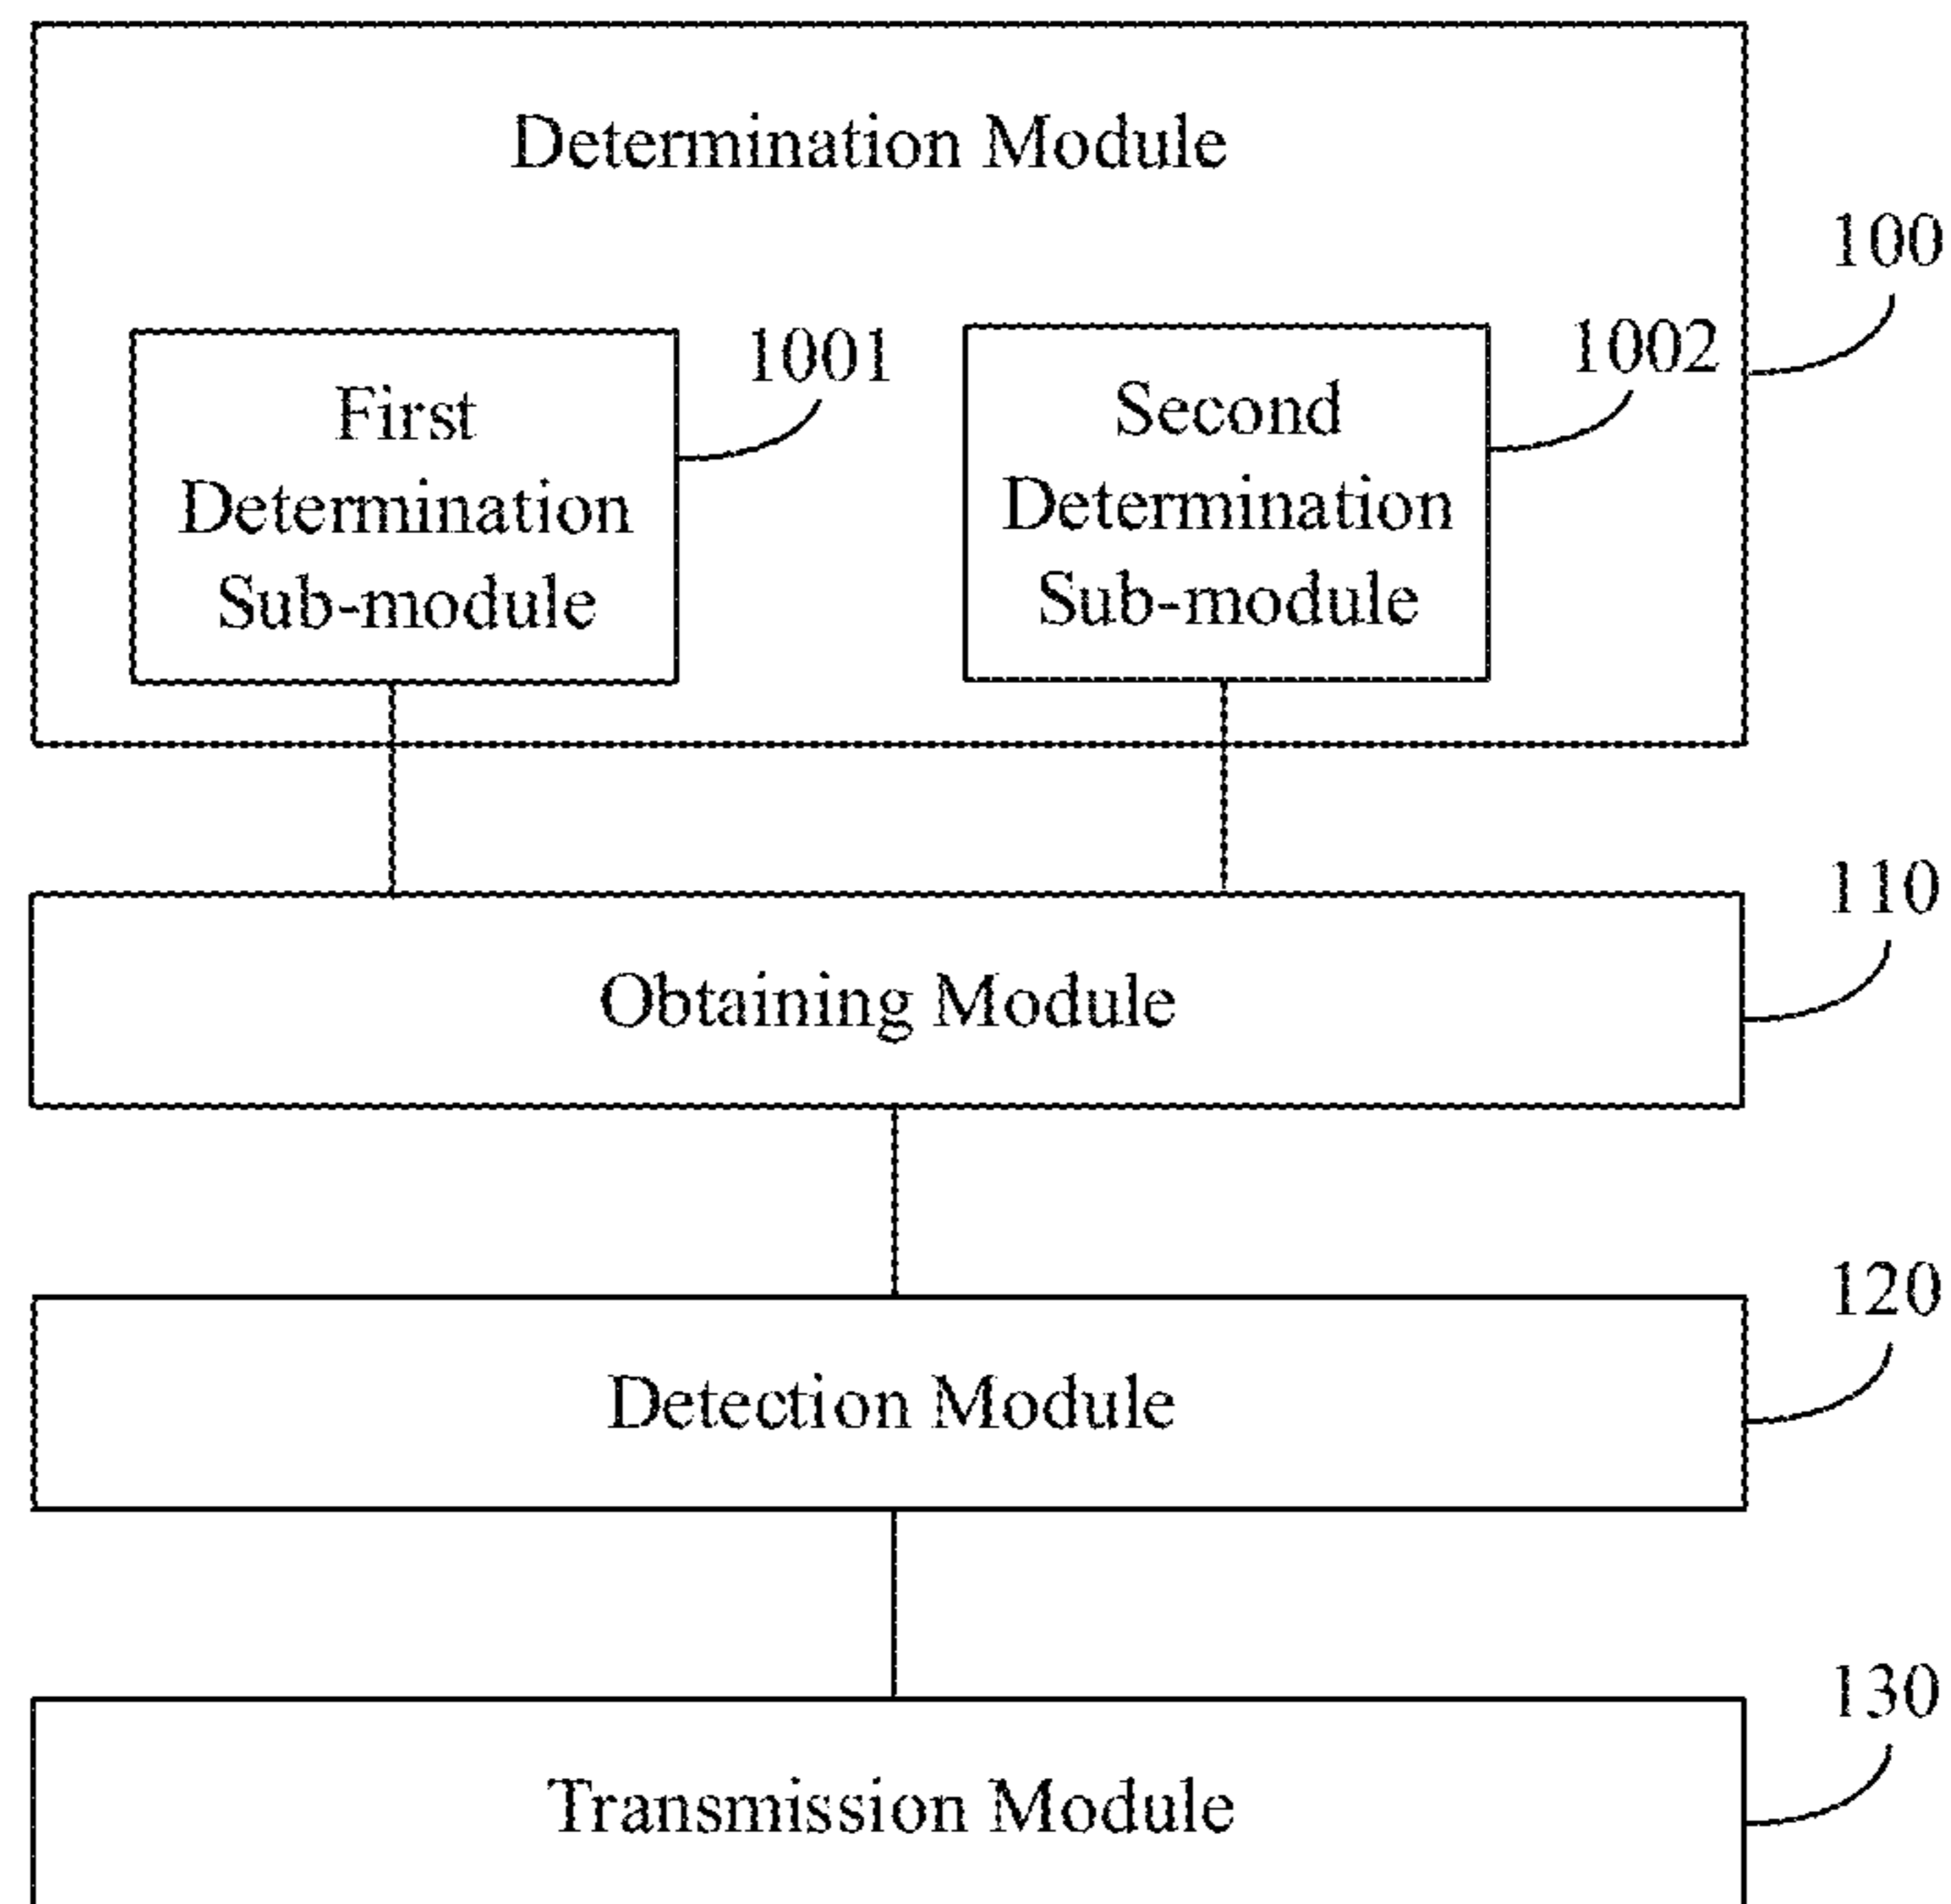 Determination Module
100
First
Determination
Sub-module
1001
Second
Determination
Sub-module
1002
Obtaining Module
110
Detection Module
120
Transmission Module
130